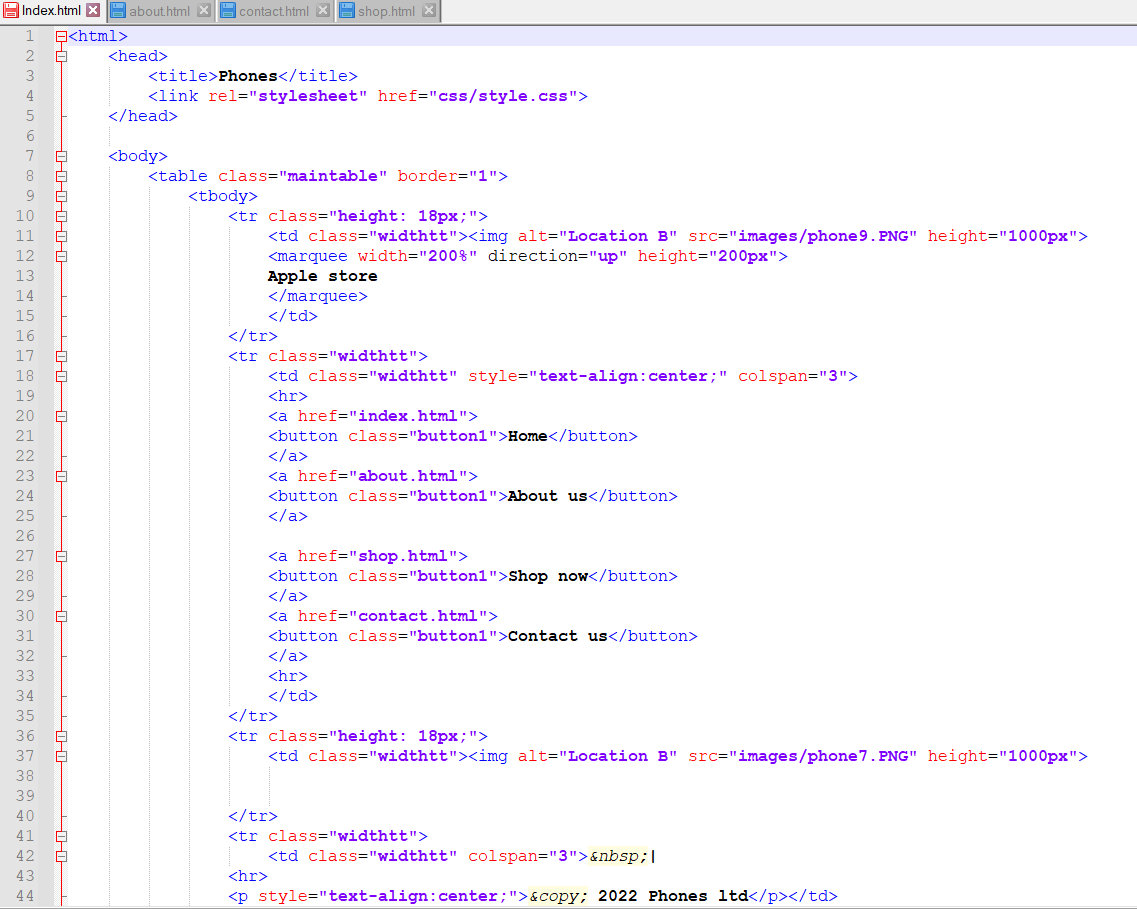 Index.html about.html contact.html shop.html
1 <html>
2 <head>
3 <title>Phones</title>
4 <link rel="stylesheet" href="css/style.css">
5 </head>
6
7 <body>
8 <table class="maintable" border="1">
9 <tbody>
10 <tr class="height: 18px;">
11 <td class="widthtt"><img alt="Location B" src="images/phone9.PNG" height="1000px">
12 <marquee width="200%" direction="up" height="200px">
13 Apple store
14 </marquee>
15 </td>
16 </tr>
17 <tr class="widthtt">
18 <td class="widthtt" style="text-align:center;" colspan="3">
19 <hr>
20 <a href="index.html">
21 <button class="button1">Home</button>
22 </a>
23 <a href="about.html">
24 <button class="button1">About us</button>
25 </a>
26
27 <a href="shop.html">
28 <button class="button1">Shop now</button>
29 </a>
30 <a href="contact.html">
31 <button class="button1">Contact us</button>
32 </a>
33 <hr>
34 </td>
35 </tr>
36 <tr class="height: 18px;">
37 <td class="widthtt"><img alt="Location B" src="images/phone7.PNG" height="1000px">
38
39
40 </tr>
41 <tr class="widthtt">
42 <td class="widthtt" colspan="3">&nbsp;|
43 <hr>
44 <p style="text-align:center;">&copy; 2022 Phones ltd</p></td>